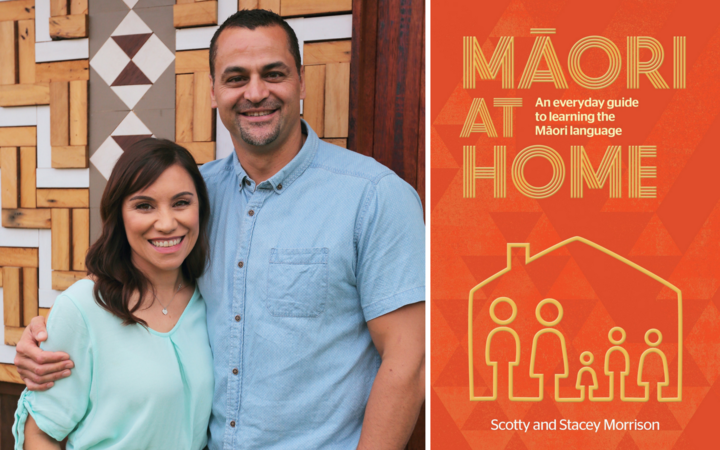 MĀORI
AT
An everyday guide
to learning the
Māori language
HOME
Scotty and Stacey Morrison